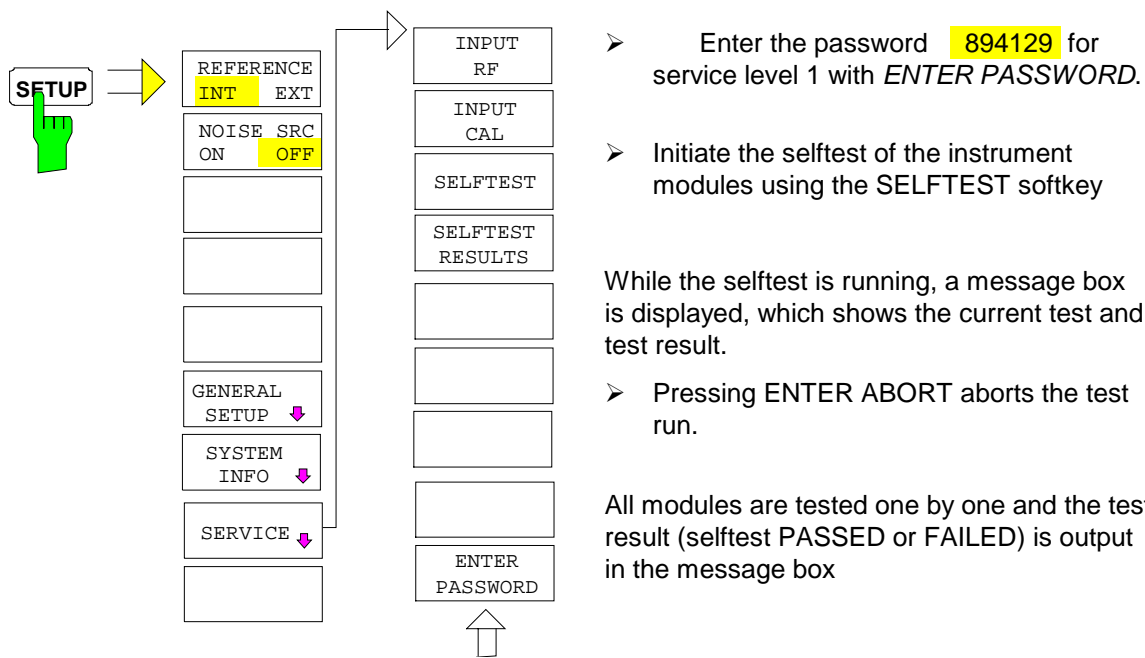 SETUP
REFERENCE
INT EXT
NOISE SRC
ON OFF
GENERAL
SETUP
SYSTEM
INFO
SERVICE
INPUT
RF
INPUT
CAL
SELFTEST
SELFTEST
RESULTS
ENTER
PASSWORD
➢ Enter the password 894129 for
service level 1 with ENTER PASSWORD.
➢ Initiate the selftest of the instrument
modules using the SELFTEST softkey
While the selftest is running, a message box
is displayed, which shows the current test and
test result.
➢ Pressing ENTER ABORT aborts the test
run.
All modules are tested one by one and the test
result (selftest PASSED or FAILED) is output
in the message box